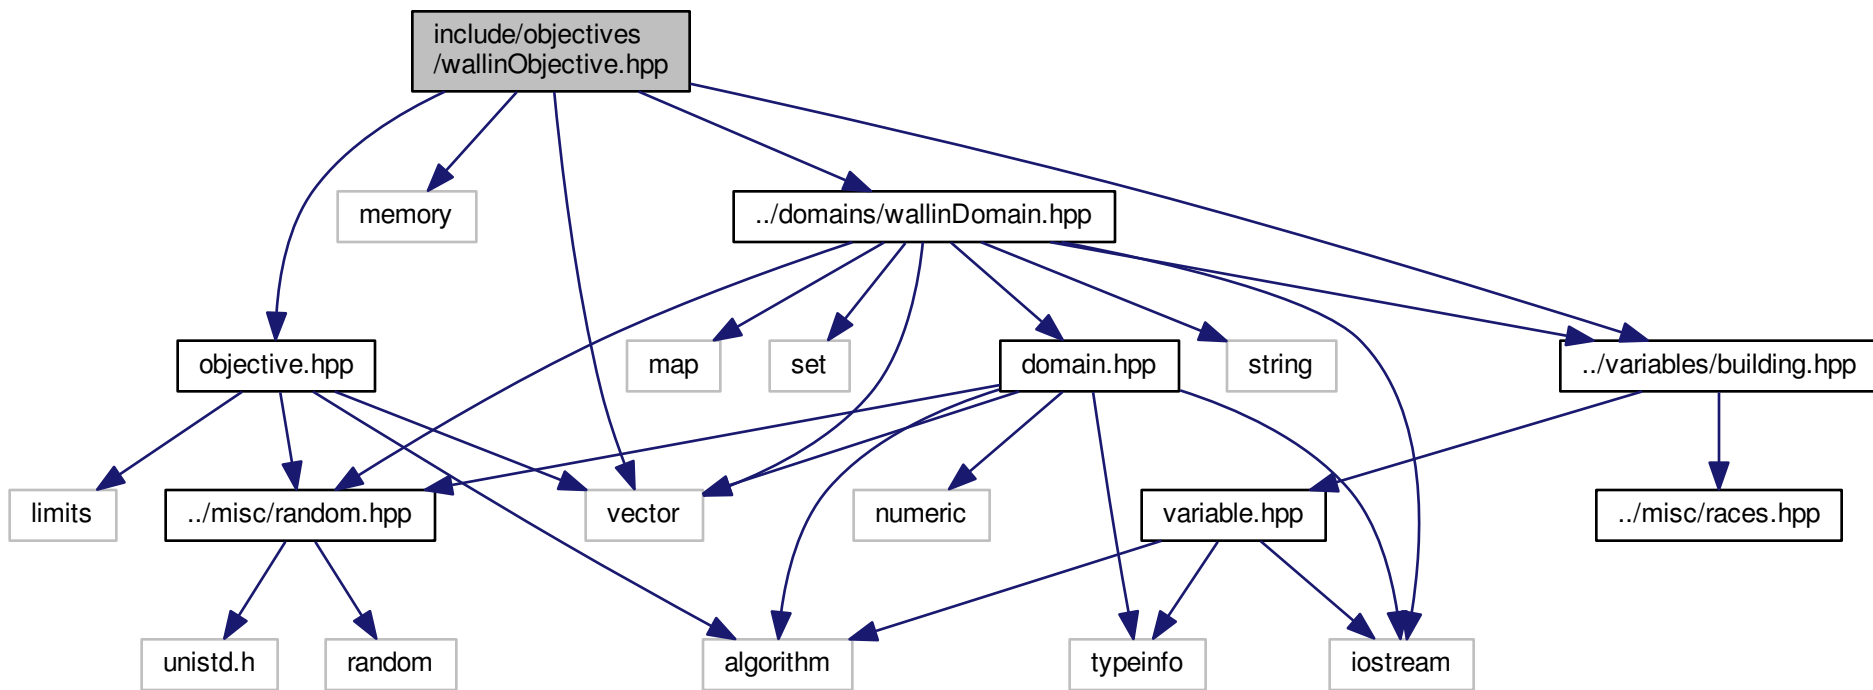 include/objectives
/wallinObjective.hpp
memory
../domains/wallinDomain.hpp
objective.hpp
map
set
domain.hpp
string
../variables/building.hpp
limits
../misc/random.hpp
vector
numeric
variable.hpp
../misc/races.hpp
unistd.h
random
algorithm
typeinfo
iostream